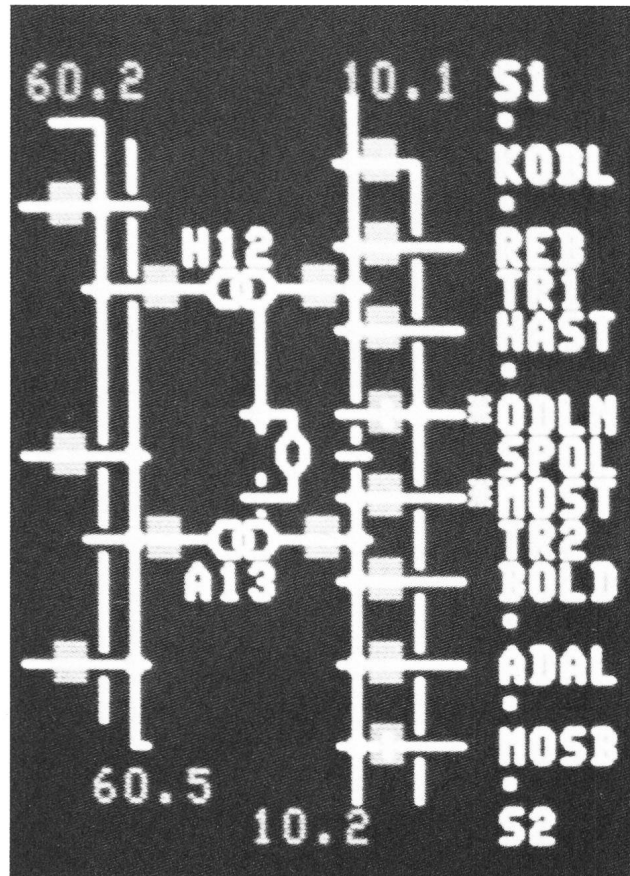 60.2 10.1 S1
KOBL
H12 REB
TR1
HAST
*ODLM
SPOL
*MOST
TR2
A13 BOLD
ADAL
MOSB
60.5
10.2 S2